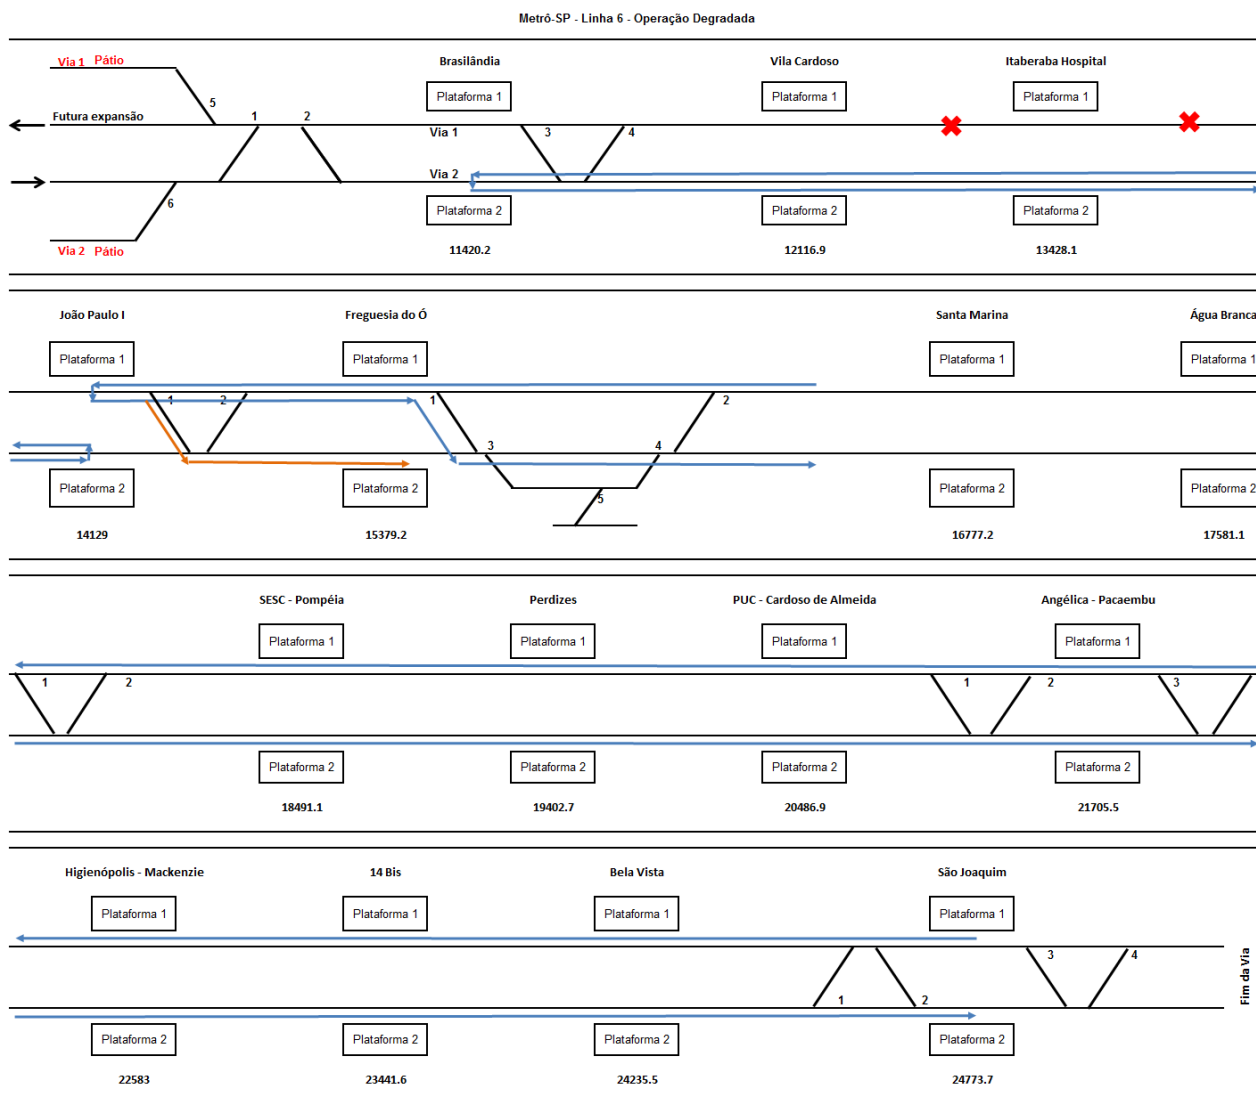 Metrô-SP - Linha 6 - Operação Degradada
Via 1 Pátio
Brasilândia
Vila Cardoso
Itaberaba Hospital
Plataforma 1
Plataforma 1
Plataforma 1
5
1
2
Futura expansão
Via 1
3
4
Via 2
6
Plataforma 2
Plataforma 2
Plataforma 2
Via 2 Pátio
11420.2
12116.9
13428.1
João Paulo I
Freguesia do Ó
Santa Marina
Água Branca
Plataforma 1
Plataforma 1
Plataforma 1
Plataforma 1
1
2
1
2
3
4
Plataforma 2
Plataforma 2
5
Plataforma 2
Plataforma 2
14129
15379.2
16777.2
17581.1
SESC - Pompéia
Perdizes
PUC - Cardoso de Almeida
Angélica - Pacaembu
Plataforma 1
Plataforma 1
Plataforma 1
Plataforma 1
1
2
1
2
3
Plataforma 2
Plataforma 2
Plataforma 2
Plataforma 2
18491.1
19402.7
20486.9
21705.5
Higienópolis - Mackenzie
14 Bis
Bela Vista
São Joaquim
Plataforma 1
Plataforma 1
Plataforma 1
Plataforma 1
3
4
Fim da Via
1
2
Plataforma 2
Plataforma 2
Plataforma 2
Plataforma 2
22583
23441.6
24235.5
24773.7